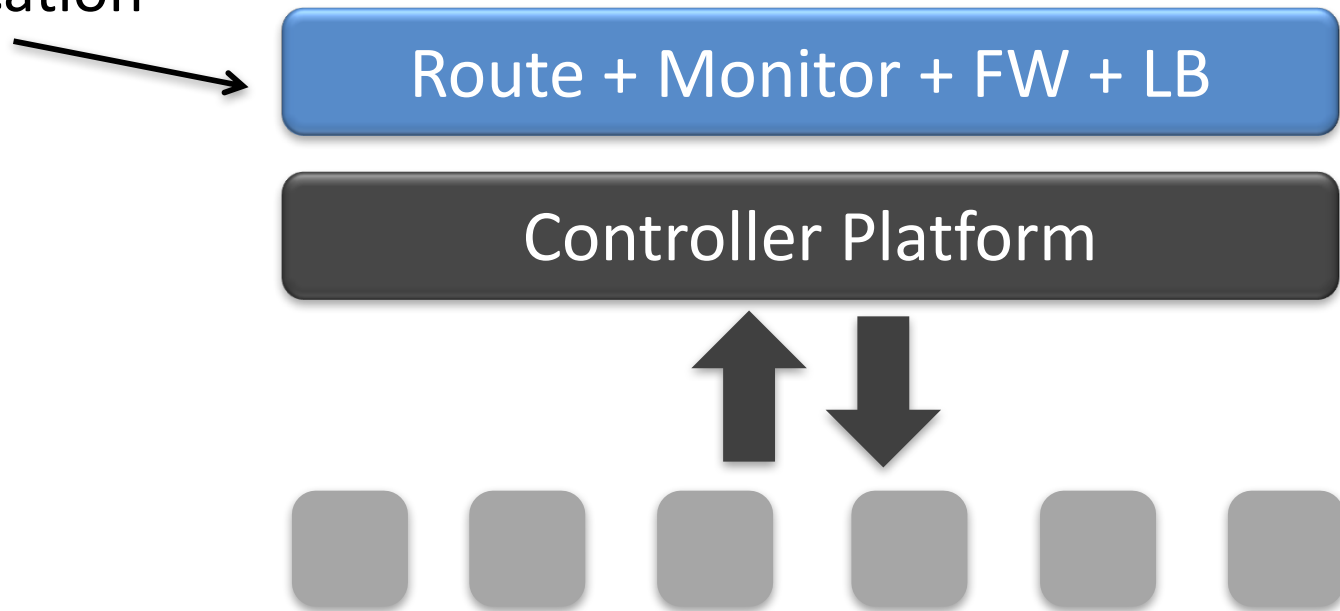 Route + Monitor + FW + LB
Controller Platform